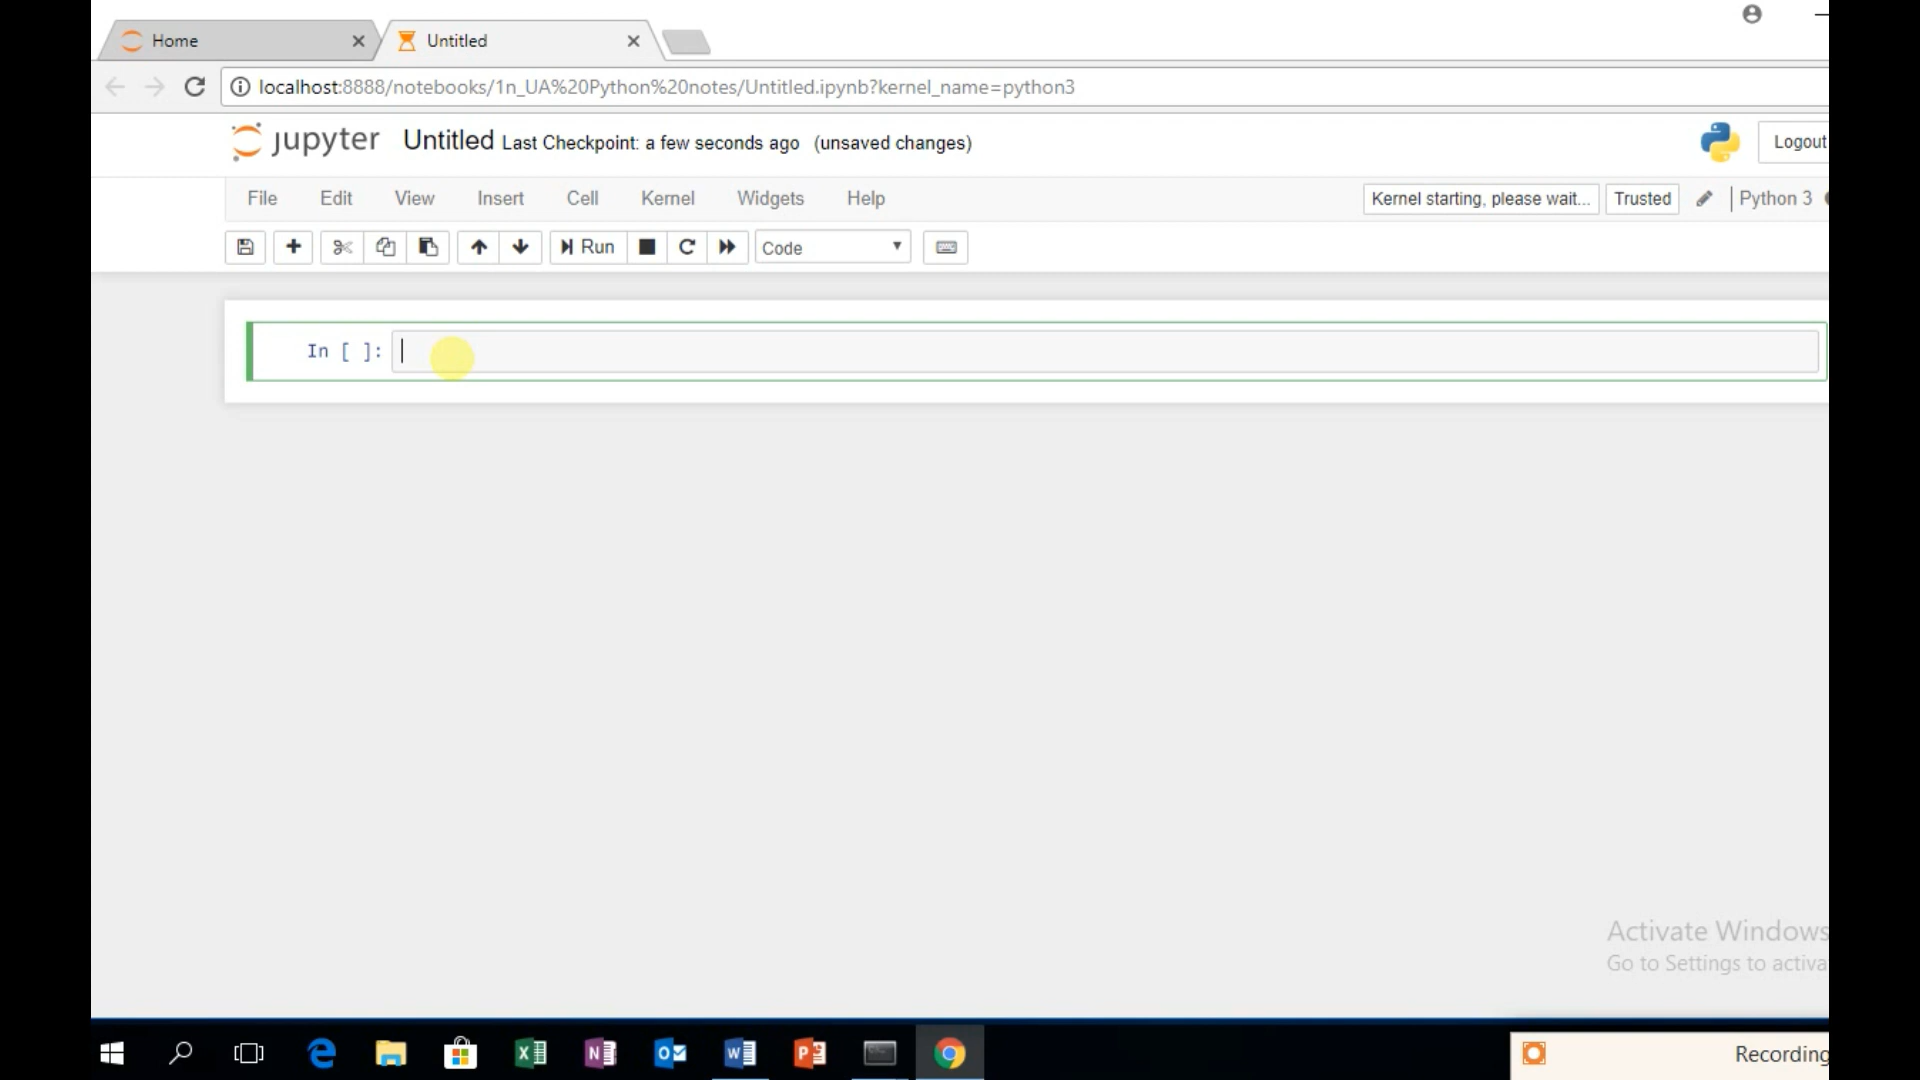 Home
Untitled
localhost:8888/notebooks/1n_UA%20Python%20notes/Untitled.ipynb?kernel_name=python3
jupyter Untitled Last Checkpoint: a few seconds ago (unsaved changes)
Logout
File Edit View Insert Cell Kernel Widgets Help
Kernel starting, please wait... Trusted Python 3
Run Code
In [ ]:
Activate Windows
Go to Settings to activa
Recording